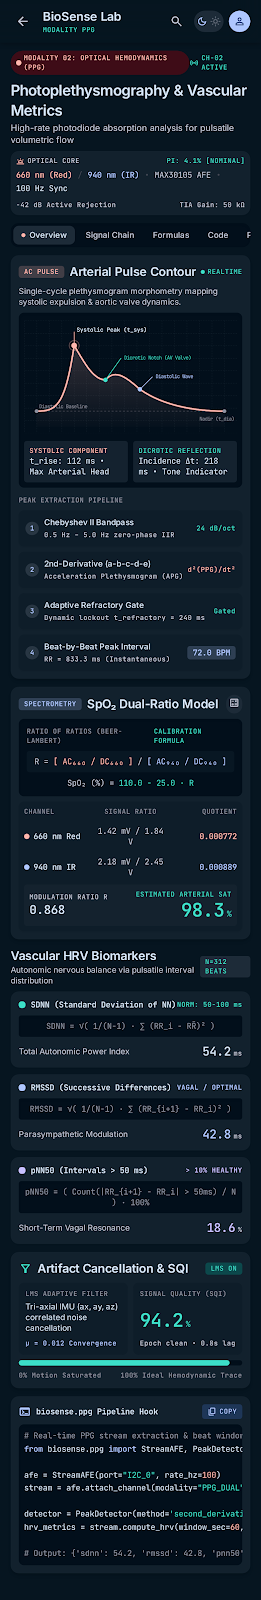 BioSense Lab
MODALITY PPG
MODALITY 02: OPTICAL HEMODYNAMICS
(PPG)
CH-02
ACTIVE
Photoplethysmography & Vascular
Metrics
High-rate photodiode absorption analysis for pulsatile
volumetric flow
OPTICAL CORE
PI: 4.1% [NOMINAL]
660 nm (Red) / 940 nm (IR) · MAX30105 AFE ·
100 Hz Sync
-42 dB Active Rejection
TIA Gain: 50 kΩ
Overview
Signal Chain
Formulas
Code
AC PULSE
Arterial Pulse Contour
REALTIME
Single-cycle plethysmogram morphometry mapping
systolic expulsion & aortic valve dynamics.
Systolic Peak (t_sys)
Dicrotic Notch (AV Valve)
Diastolic Wave
Diastolic Baseline
Nadir (t_dia)
SYSTOLIC COMPONENT
t_rise: 112 ms •
Max Arterial Head
DICROTIC REFLECTION
Incidence Δt: 218
ms • Tone Indicator
PEAK EXTRACTION PIPELINE
1
Chebyshev II Bandpass
0.5 Hz – 5.0 Hz zero-phase IIR
24 dB/oct
2
2nd-Derivative (a-b-c-d-e)
Acceleration Plethysmogram (APG)
d²(PPG)/dt²
3
Adaptive Refractory Gate
Dynamic lockout t_refractory = 240 ms
Gated
4
Beat-by-Beat Peak Interval
RR = 833.3 ms (Instantaneous)
72.0 BPM
SPECTROMETRY
SpO₂ Dual-Ratio Model
RATIO OF RATIOS (BEER-
LAMBERT)
CALIBRATION
FORMULA
R = [ AC₆₆₀ / DC₆₆₀ ] / [ AC₉₄₀ / DC₉₄₀ ]
SpO₂ (%) = 110.0 - 25.0 · R
CHANNEL
SIGNAL RATIO
QUOTIENT
660 nm Red
1.42 mV / 1.84
V
0.000772
940 nm IR
2.18 mV / 2.45
V
0.000889
MODULATION RATIO R
0.868
ESTIMATED ARTERIAL SAT
98.3%
Vascular HRV Biomarkers
Autonomic nervous balance via pulsatile interval
distribution
N=312
BEATS
SDNN (Standard Deviation of NN)
NORM: 50-100 ms
SDNN = √( 1/(N-1) · ∑ (RR_i - RR̄)² )
Total Autonomic Power Index
54.2 ms
RMSSD (Successive Differences)
VAGAL / OPTIMAL
RMSSD = √( 1/(N-1) · ∑ (RR_{i+1} - RR_i)² )
Parasympathetic Modulation
42.8 ms
pNN50 (Intervals > 50 ms)
> 10% HEALTHY
pNN50 = ( Count(|RR_{i+1} - RR_i| > 50ms) / N
) · 100%
Short-Term Vagal Resonance
18.6%
Artifact Cancellation & SQI
LMS ON
LMS ADAPTIVE FILTER
Tri-axial IMU (ax, ay, az)
correlated noise
cancellation
μ = 0.012 Convergence
SIGNAL QUALITY (SQI)
94.2%
Epoch clean · 0.8s lag
0% Motion Saturated
100% Ideal Hemodynamic Trace
biosense.ppg Pipeline Hook
COPY
# Real-time PPG stream extraction & beat window
from biosense.ppg import StreamAFE, PeakDetecto
afe = StreamAFE(port="I2C_0", rate_hz=100)
stream = afe.attach_channel(modality="PPG_DUAL"
detector = PeakDetector(method='second_derivati
hrv_metrics = stream.compute_hrv(window_sec=60,
# Output: {'sdnn': 54.2, 'rmssd': 42.8, 'pnn50'